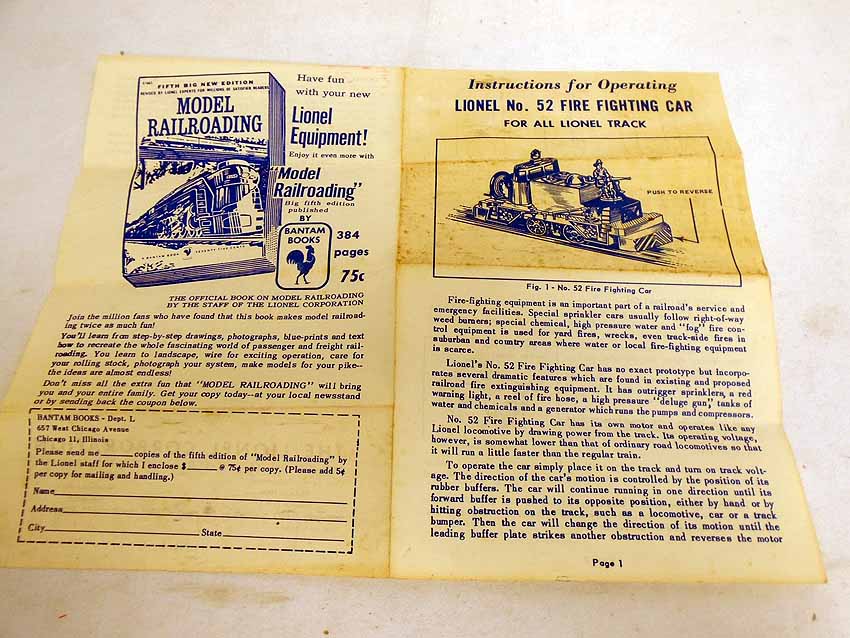 FIFTH BIG NEW EDITION
REVISED BY LIONEL EXPERTS FOR MILLIONS OF SATISFIED READERS
MODEL
RAILROADING
A BANTAM BOOK
SEVENTY-FIVE CENTS
Have fun
with your new
Lionel
Equipment!
Enjoy it even more with
"Model
Railroading"
Big fifth edition
published
BY
BANTAM
BOOKS
384
pages
75c
THE OFFICIAL BOOK ON MODEL RAILROADING
BY THE STAFF OF THE LIONEL CORPORATION
Join the million fans who have found that this book makes model railroad-
ing twice as much fun!
You'll learn from step-by-step drawings, photographs, blue-prints and text
how to recreate the whole fascinating world of passenger and freight rail-
roading. You learn to landscape, wire for exciting operation, care for
your rolling stock, photograph your system, make models for your pike--
the ideas are almost endless!
Don't miss all the extra fun that "MODEL RAILROADING" will bring
you and your entire family. Get your copy today--at your local newsstand
or by sending back the coupon below.
BANTAM BOOKS - Dept. L
657 West Chicago Avenue
Chicago 11, Illinois
Please send me ______ copies of the fifth edition of "Model Railroading" by
the Lionel staff for which I enclose $______ @ 75¢ per copy. (Please add 5¢
per copy for mailing and handling.)
Name
Address
City State
Instructions for Operating
LIONEL No. 52 FIRE FIGHTING CAR
FOR ALL LIONEL TRACK
PUSH TO REVERSE
Fig. 1 - No. 52 Fire Fighting Car
Fire-fighting equipment is an important part of a railroad's service and
emergency facilities. Special sprinkler cars usually follow right-of-way
weed burners; special chemical, high pressure water and "fog" fire con-
trol equipment is used for yard fires, wrecks, even track-side fires in
suburban and country areas where water or local fire-fighting equipment
is scarce.
Lionel's No. 52 Fire Fighting Car has no exact prototype but incorpo-
rates several dramatic features which are found in existing and proposed
railroad fire extinguishing equipment. It has outrigger sprinklers, a red
warning light, a reel of fire hose, a high pressure "deluge gun," tanks of
water and chemicals and a generator which runs the pumps and compressors.
No. 52 Fire Fighting Car has its own motor and operates like any
Lionel locomotive by drawing power from the track. Its operating voltage,
however, is somewhat lower than that of ordinary road locomotives so that
it will run a little faster than the regular train.
To operate the car simply place it on the track and turn on track volt-
age. The direction of the car's motion is controlled by the position of its
rubber buffers. The car will continue running in one direction until its
forward buffer is pushed to its opposite position, either by hand or by
hitting obstruction on the track, such as a locomotive, car or a track
bumper. Then the car will change the direction of its motion until the
leading buffer plate strikes another obstruction and reverses the motor
Page 1